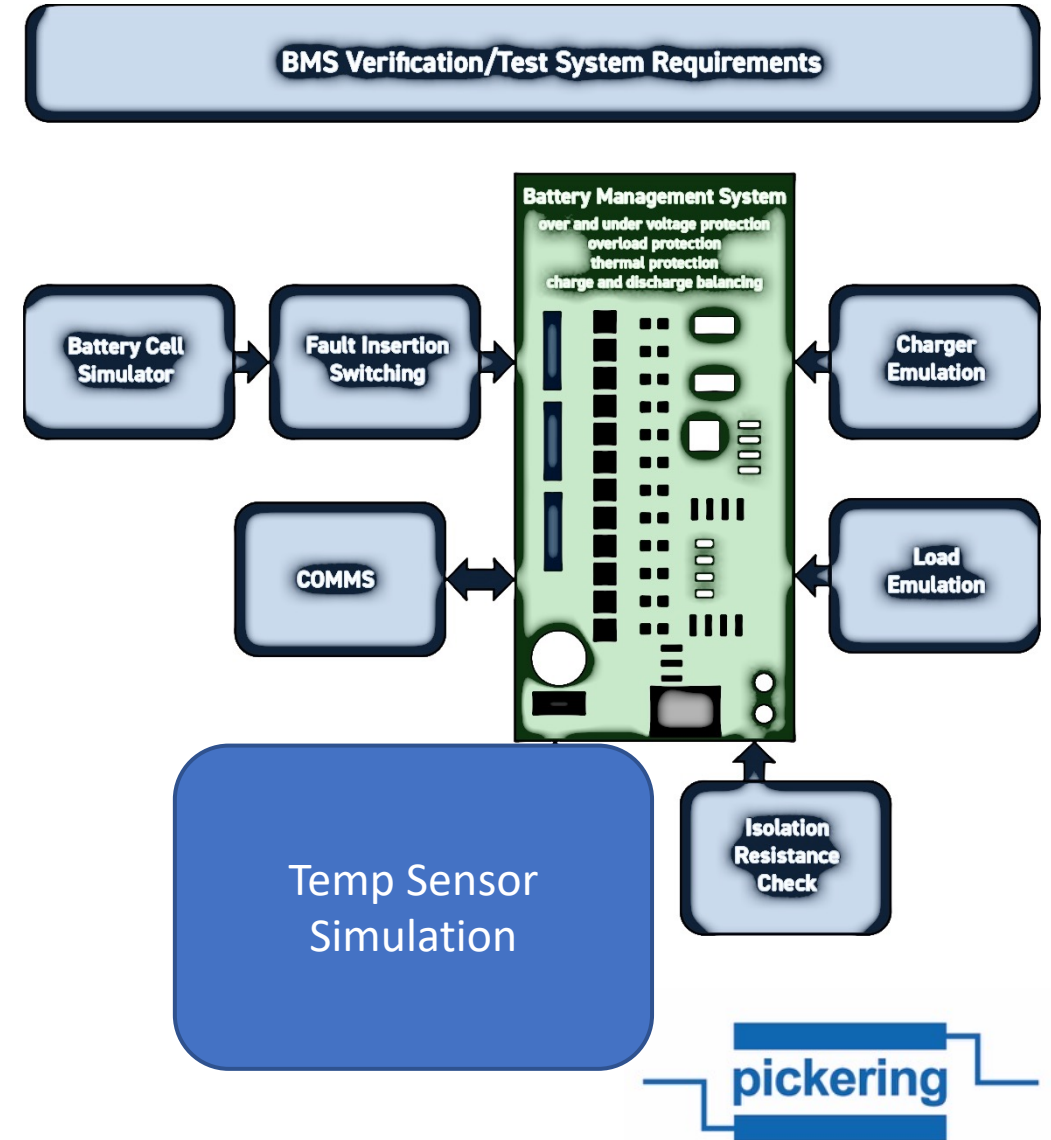 BMS Verification/Test System Requirements
Battery Management System
over and under voltage protection
overload protection
thermal protection
charge and discharge balancing
Battery Cell
Simulator
Fault Insertion
Switching
Charger
Emulation
COMMS
Load
Emulation
Temp Sensor
Simulation
Isolation
Resistance
Check
pickering